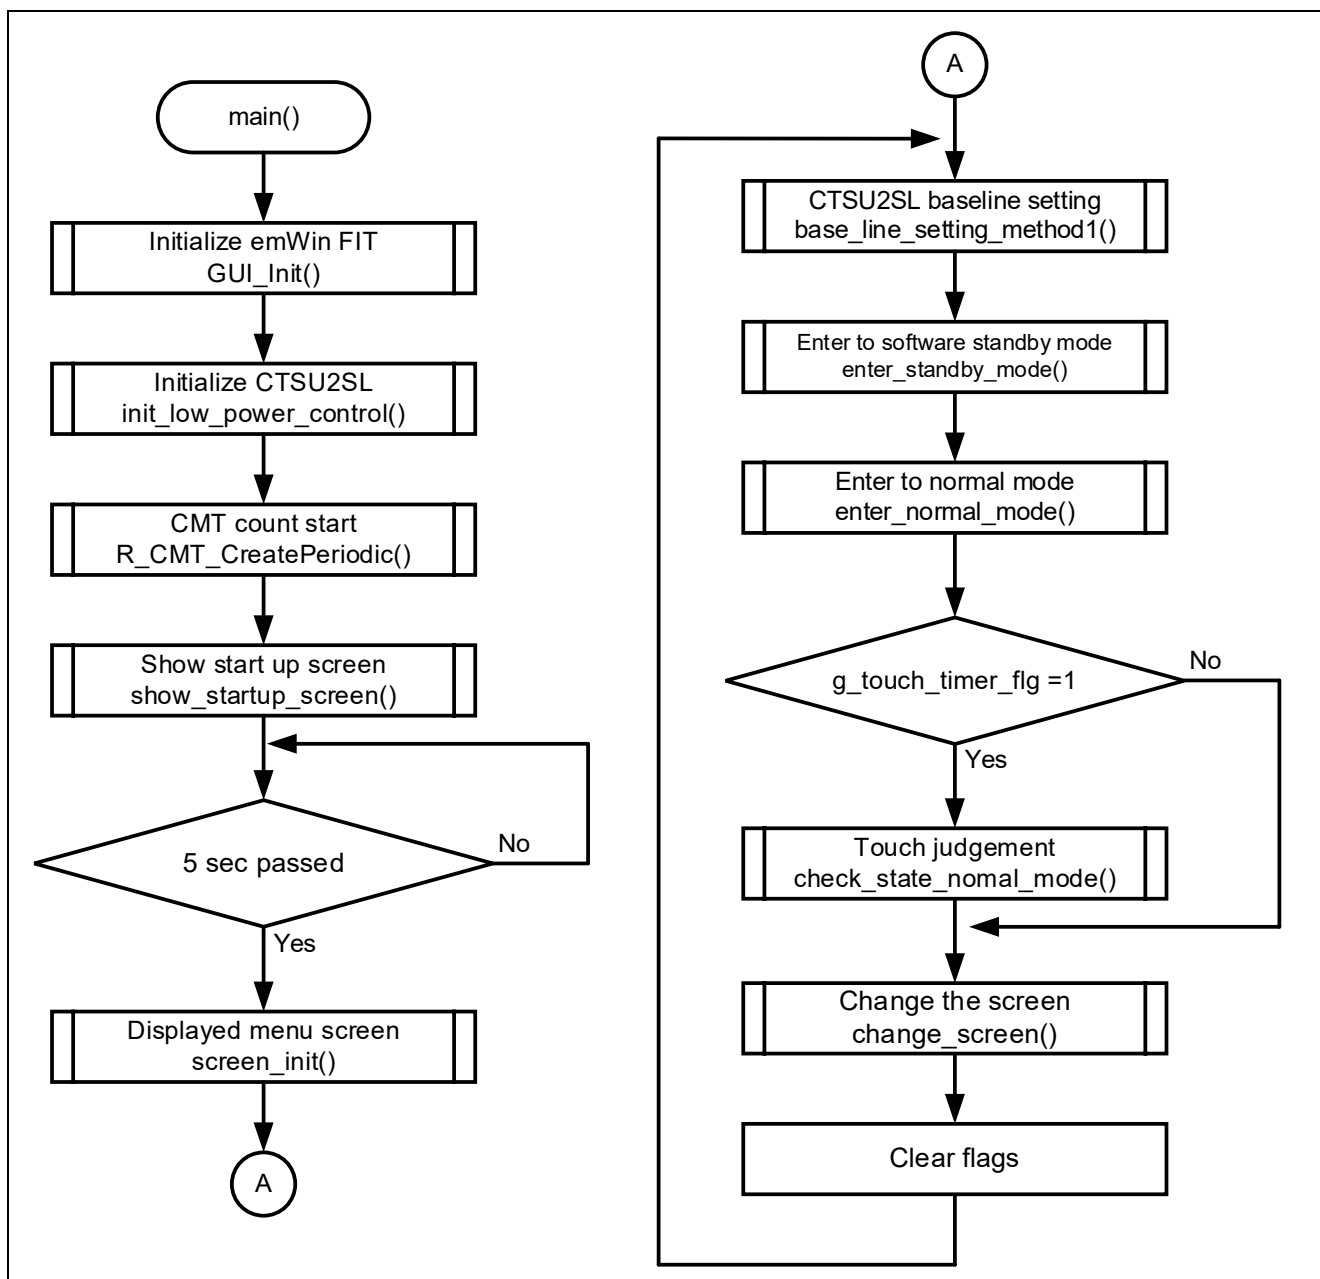 main()
Initialize emWin FIT
GUI_Init()
Initialize CTSU2SL
init_low_power_control()
CMT count start
R_CMT_CreatePeriodic()
Show start up screen
show_startup_screen()
5 sec passed
No
Yes
Displayed menu screen
screen_init()
A
A
CTSU2SL baseline setting
base_line_setting_method1()
Enter to software standby mode
enter_standby_mode()
Enter to normal mode
enter_normal_mode()
g_touch_timer_flg =1
No
Yes
Touch judgement
check_state_nomal_mode()
Change the screen
change_screen()
Clear flags